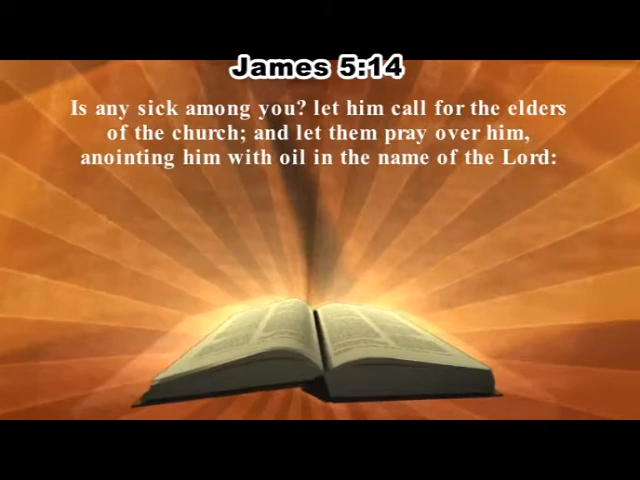 James 5:14
Is any sick among you? let him call for the elders
of the church; and let them pray over him,
anointing him with oil in the name of the Lord: